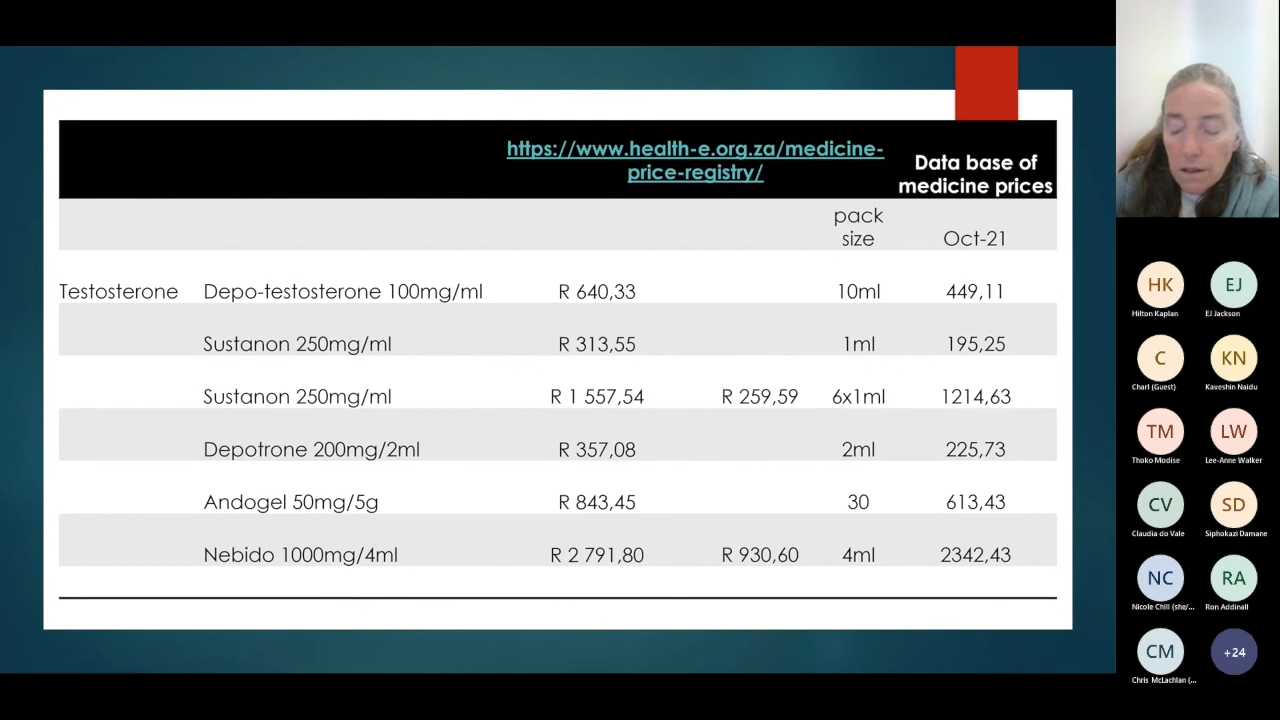 https://www.health-e.org.za/medicine-
price-registry/
Data base of
medicine prices
pack
size
Oct-21
Testosterone Depo-testosterone 100mg/ml R 640,33 10ml 449,11
Sustanon 250mg/ml R 313,55 1ml 195,25
Sustanon 250mg/ml R 1 557,54 R 259,59 6x1ml 1214,63
Depotrone 200mg/2ml R 357,08 2ml 225,73
Andogel 50mg/5g R 843,45 30 613,43
Nebido 1000mg/4ml R 2 791,80 R 930,60 4ml 2342,43
HK EJ
Hilton Kaplan EJ Jackson
C KN
Charl (Guest) Kaveshin Naidu
TM LW
Thoko Modise Lee-Anne Walker
CV SD
Claudia do Vale Siphokazi Damane
NC RA
Nicole Chili (she/... Ron Addinall
CM +24
Chris McLachlan (...